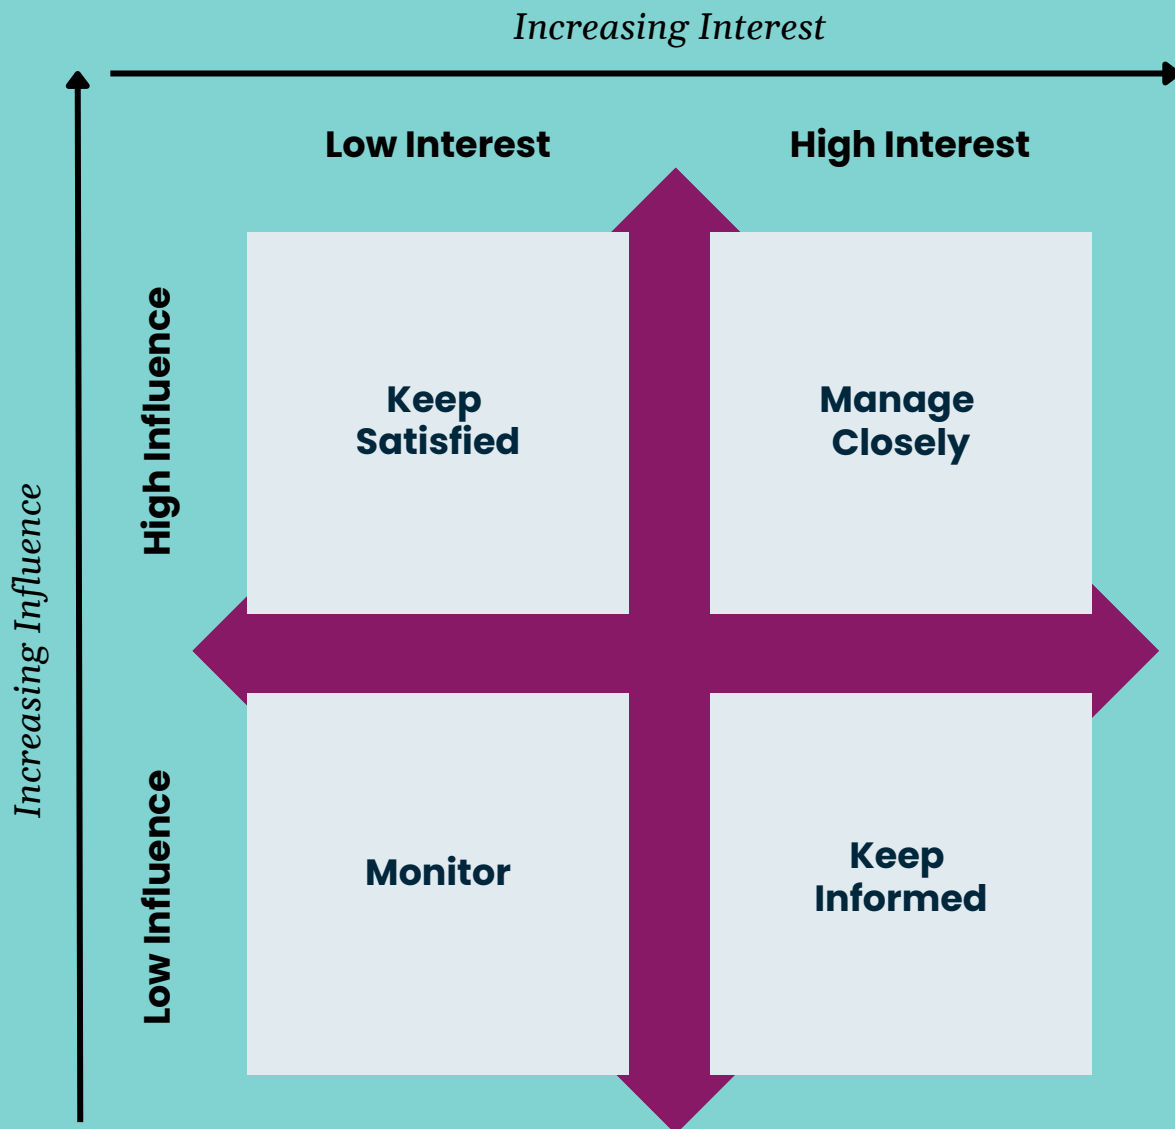 Increasing Interest
Low Interest
High Interest
High Influence
Keep
Satisfied
Manage
Closely
Increasing Influence
Low Influence
Monitor
Keep
Informed